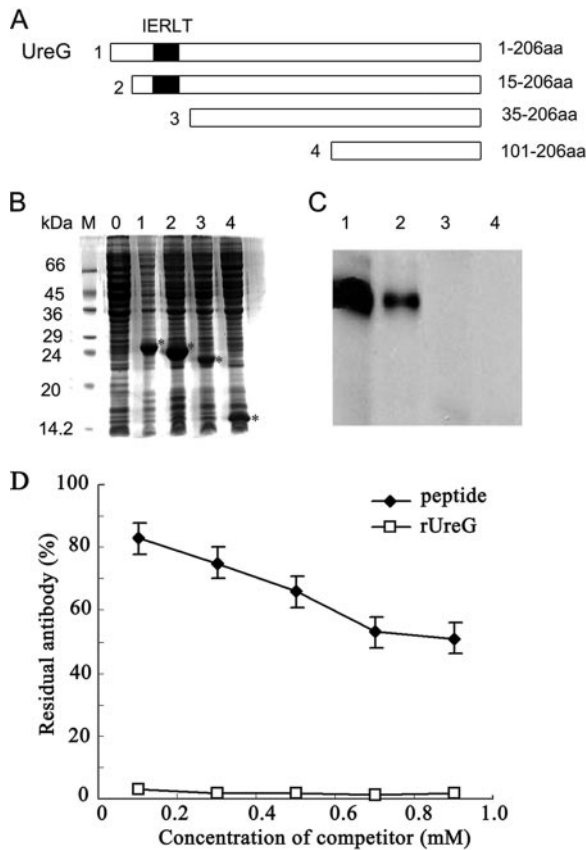 A
IERLT
UreG 1 1-206aa
2 15-206aa
3 35-206aa
4 101-206aa
B
kDa M 0 1 2 3 4
66
45
36
29
24
20
14.2
* * * *
C
1 2 3 4
D
100
80
60
40
20
0
Residual antibody (%)
peptide
rUreG
0.2 0.4 0.6 0.8 1.0
Concentration of competitor (mM)